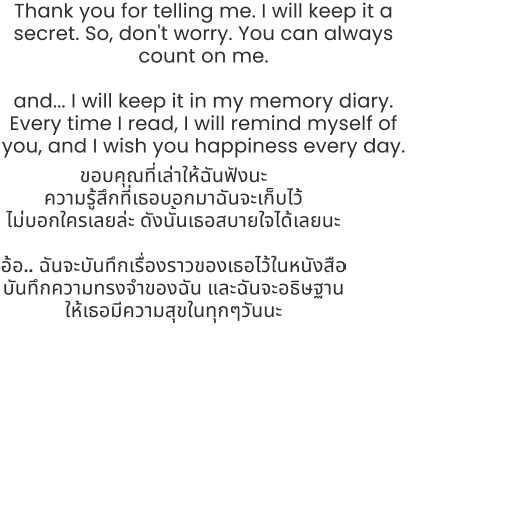 Thank you for telling me. I will keep it a
secret. So, don't worry. You can always
count on me.
and... I will keep it in my memory diary.
Every time I read, I will remind myself of
you, and I wish you happiness every day.
ขอบคุณที่เล่าให้ฉันฟังนะ
ความรู้สึกที่เธอบอกมาฉันจะเก็บไว้
ไม่บอกใครเลยล่ะ ดังนั้นเธอสบายใจได้เลยนะ
อ้อ.. ฉันจะบันทึกเรื่องราวของเธอไว้ในหนังสือ
บันทึกความทรงจำของฉัน และฉันจะอธิษฐาน
ให้เธอมีความสุขในทุกๆวันนะ